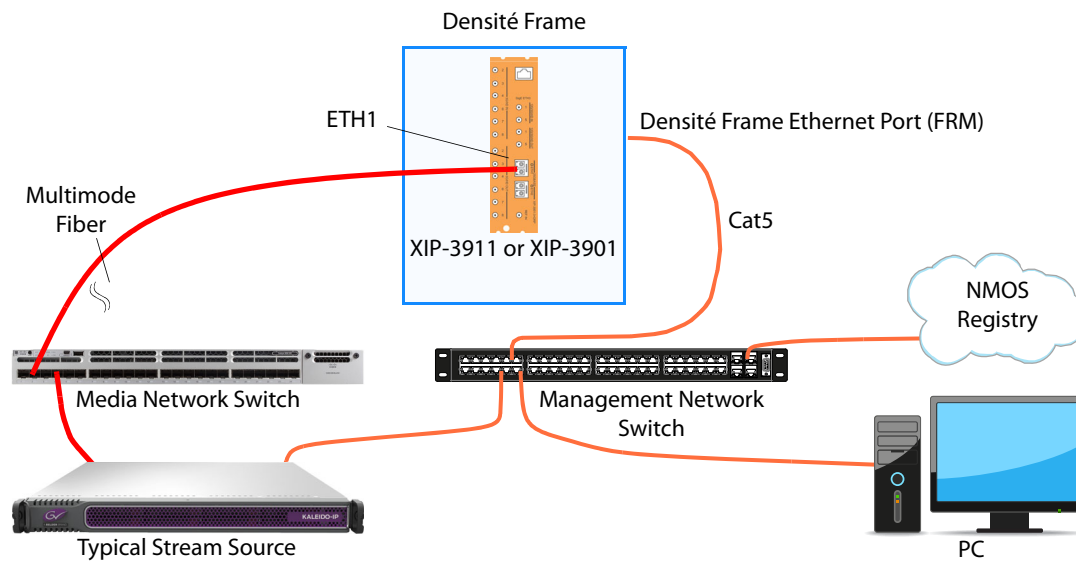 Densité Frame
ETH1
Densité Frame Ethernet Port (FRM)
Multimode
Fiber
Cat5
XIP-3911 or XIP-3901
NMOS
Registry
Media Network Switch
Management Network
Switch
GV
KALEIDO-IP
Typical Stream Source
PC